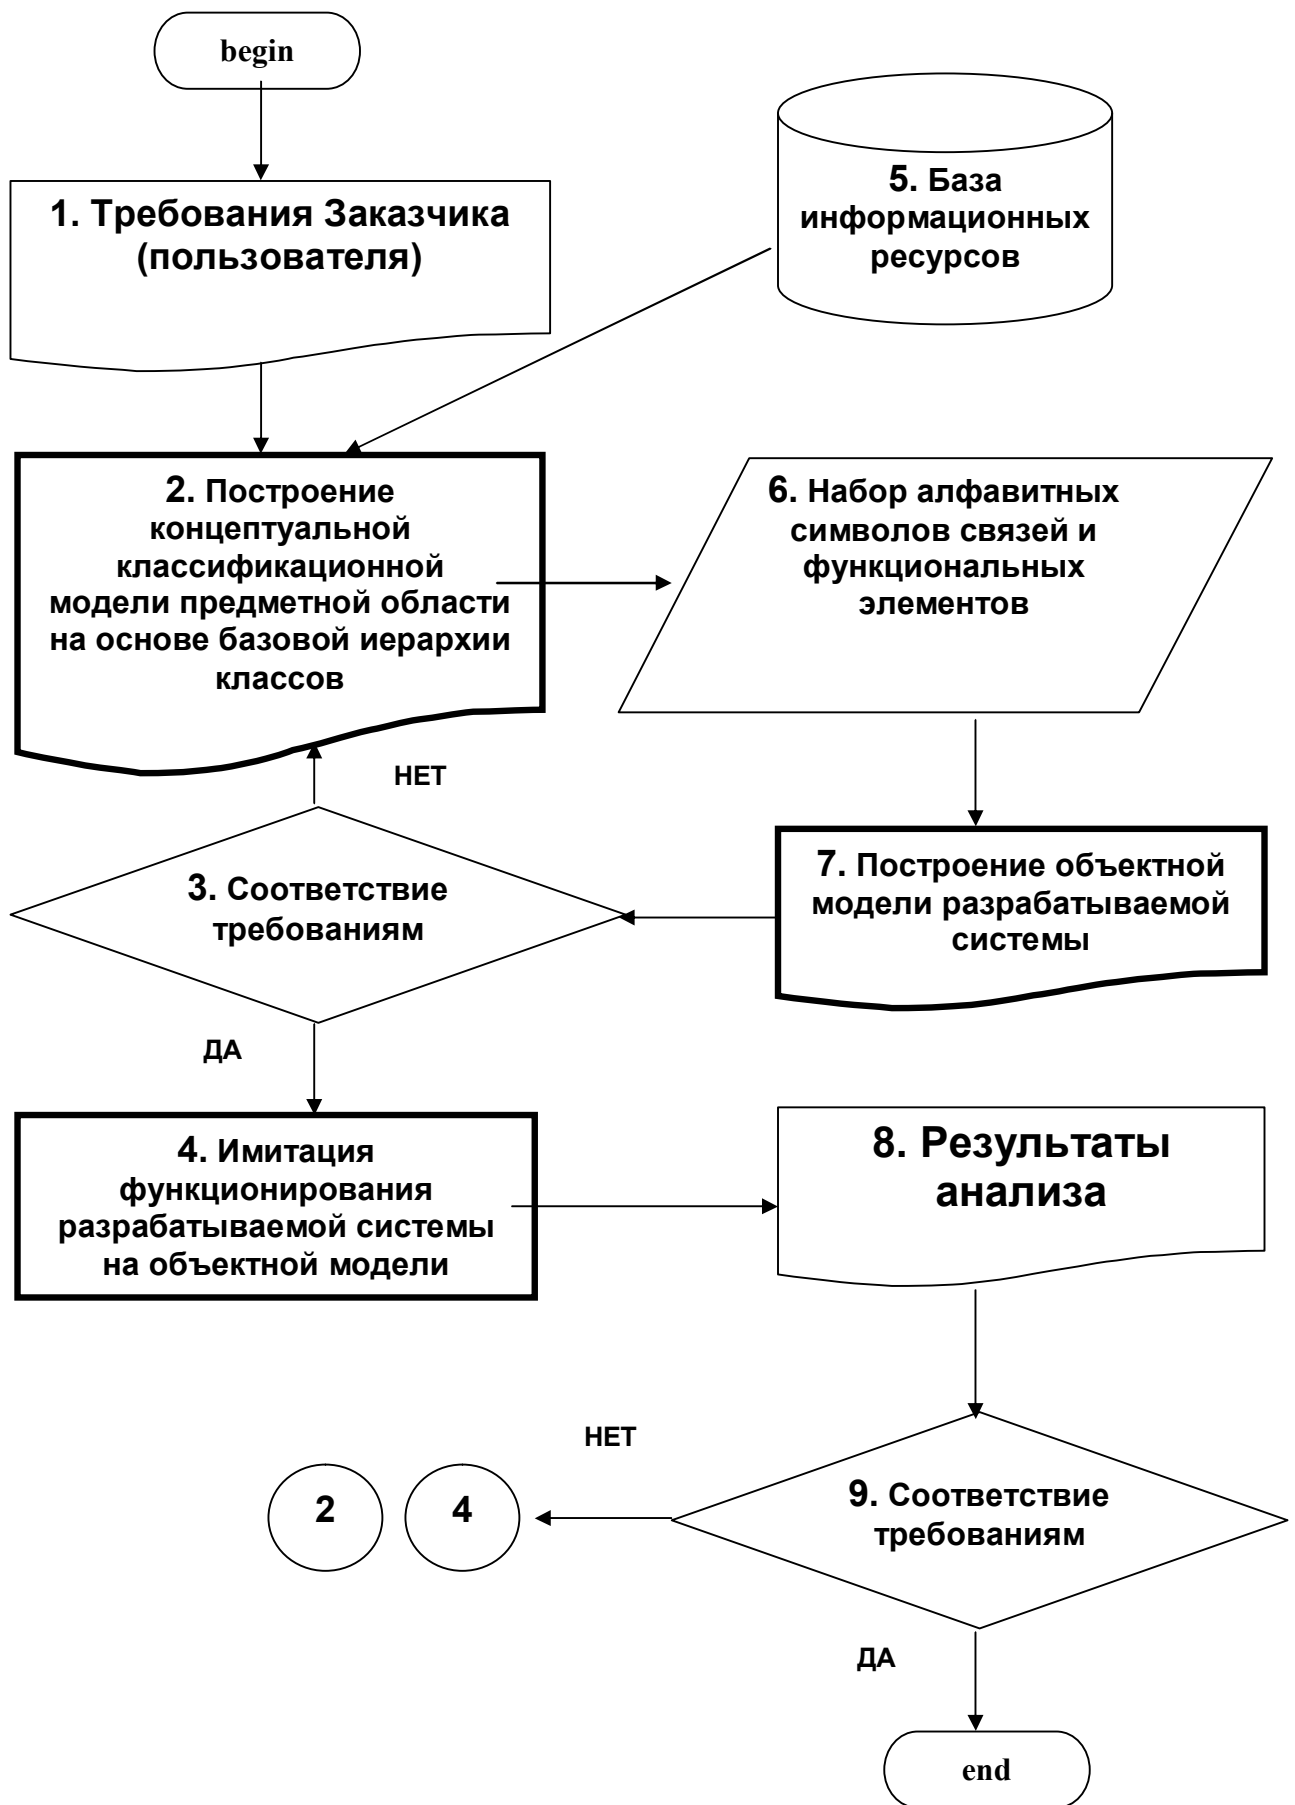 begin
1. Требования Заказчика
(пользователя)
5. База
информационных
ресурсов
2. Построение
концептуальной
классификационной
модели предметной области
на основе базовой иерархии
классов
6. Набор алфавитных
символов связей и
функциональных
элементов
НЕТ
3. Соответствие
требованиям
7. Построение объектной
модели разрабатываемой
системы
ДА
4. Имитация
функционирования
разрабатываемой системы
на объектной модели
8. Результаты
анализа
НЕТ
2
4
9. Соответствие
требованиям
ДА
end